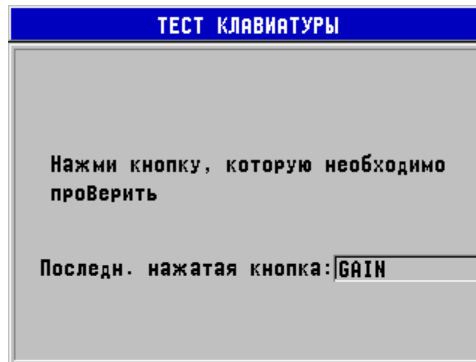 ТЕСТ КЛАВИАТУРЫ
Нажми кнопку, которую необходимо
проверить
Последн. нажатая кнопка: GAIN